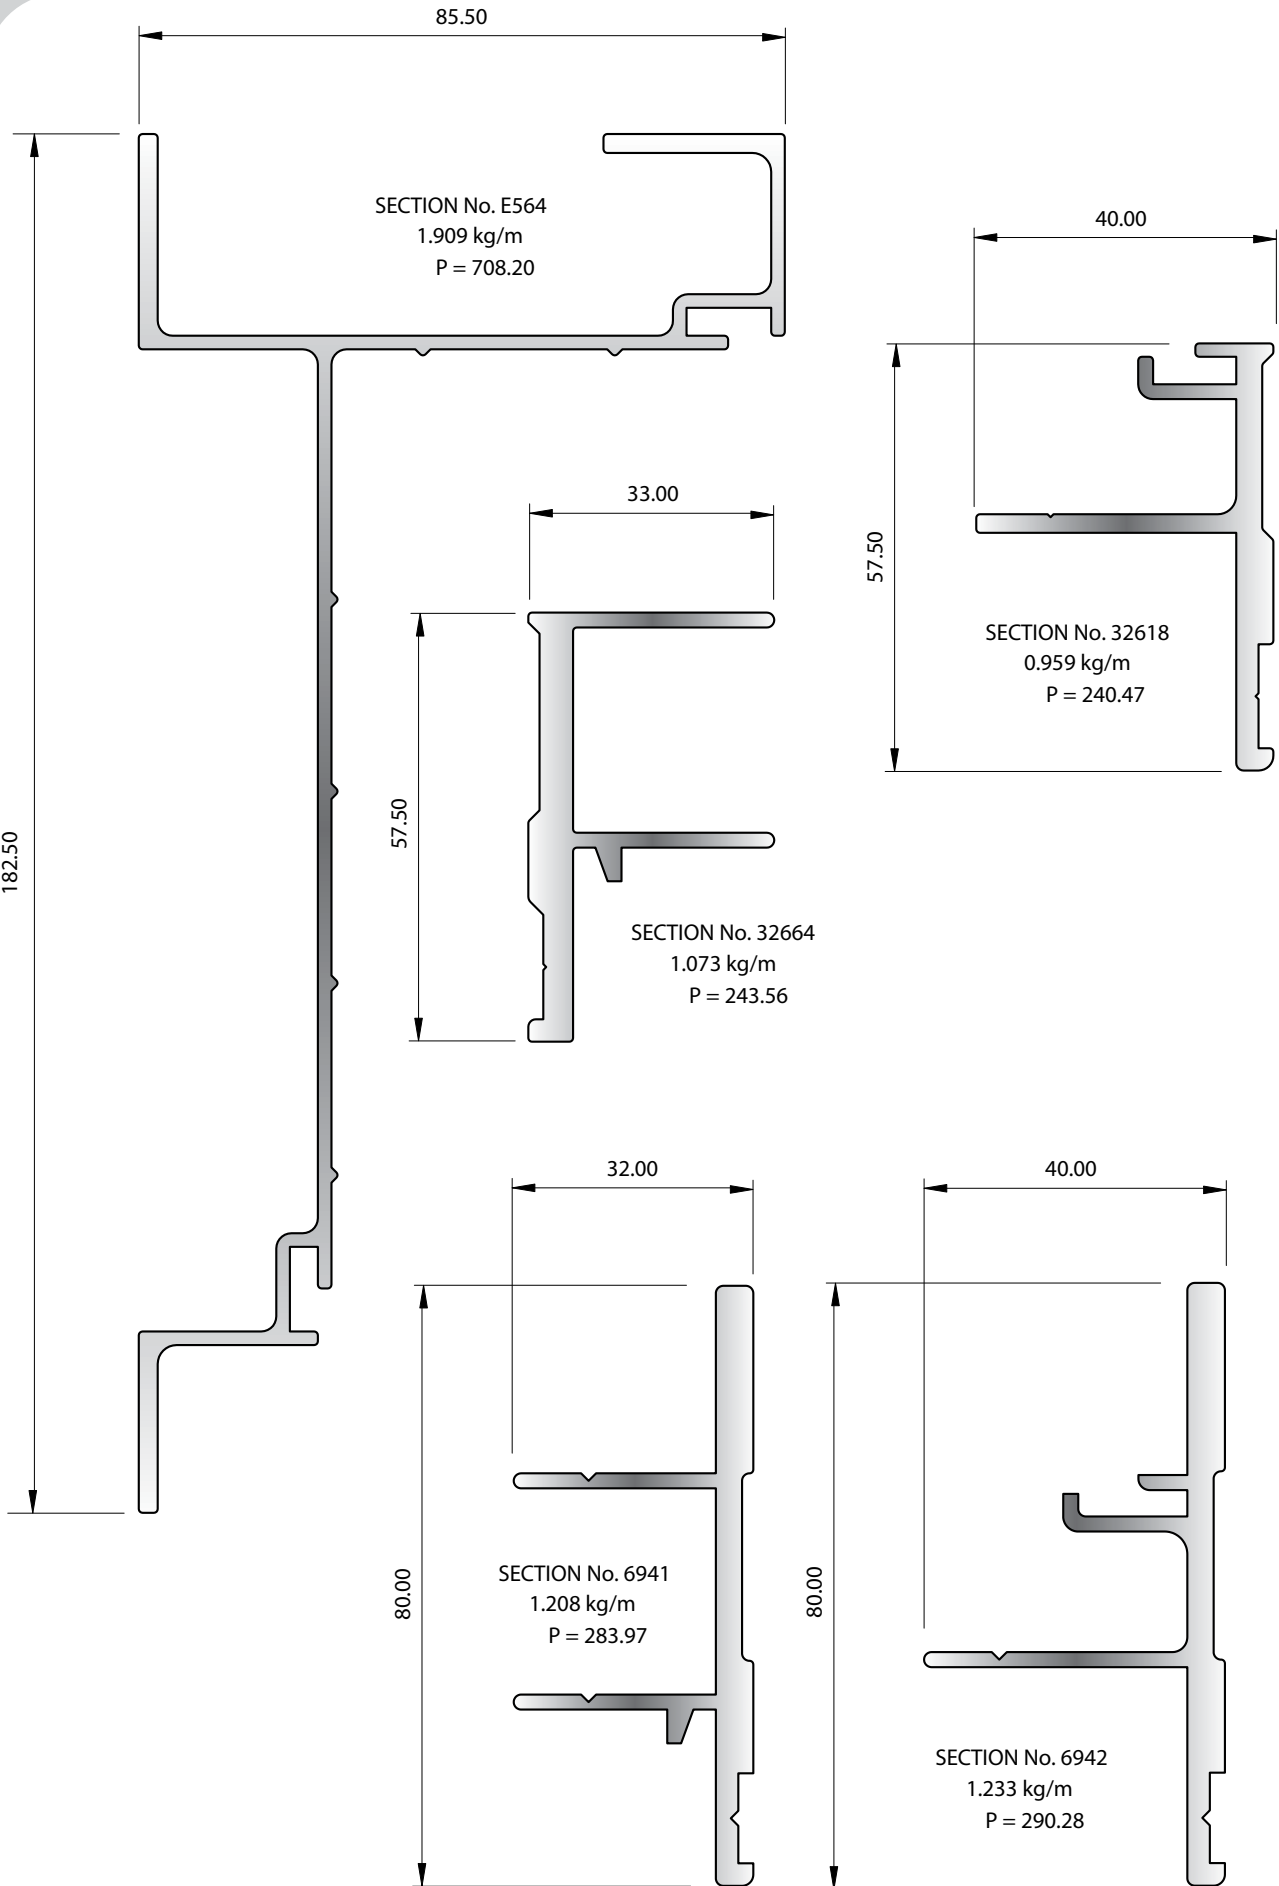 85.50
SECTION No. E564
1.909 kg/m
P = 708.20
182.50
40.00
57.50
SECTION No. 32618
0.959 kg/m
P = 240.47
33.00
57.50
SECTION No. 32664
1.073 kg/m
P = 243.56
32.00
80.00
SECTION No. 6941
1.208 kg/m
P = 283.97
40.00
80.00
SECTION No. 6942
1.233 kg/m
P = 290.28